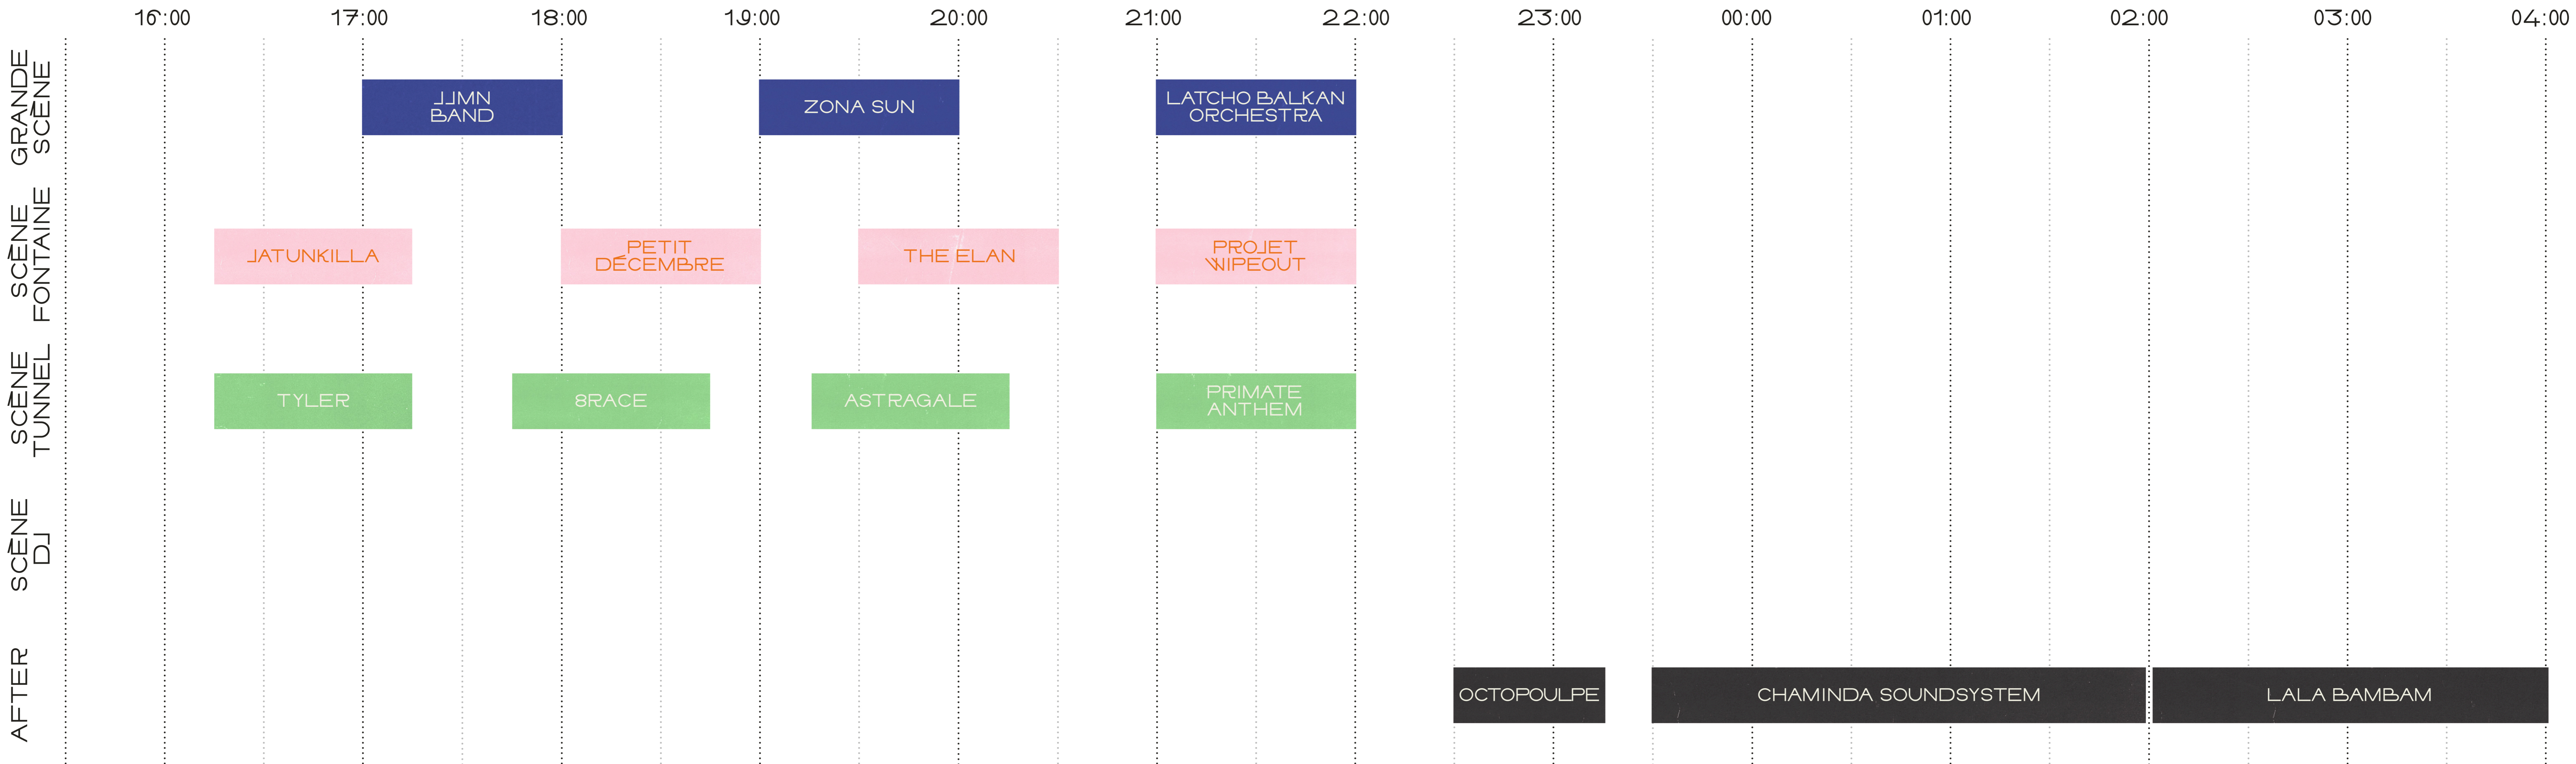 16:00 17:00 18:00 19:00 20:00 21:00 22:00 23:00 00:00 01:00 02:00 03:00 04:00
GRANDE
SCÈNE
JJMN
BAND
ZONA SUN
LATCHO BALKAN
ORCHESTRA
SCÈNE
FONTAINE
JATUNKILLA
PETIT
DÉCEMBRE
THE ELAN
PROJET
WIPEOUT
SCÈNE
TUNNEL
TYLER
8RACE
ASTRAGALE
PRIMATE
ANTHEM
SCÈNE
DJ
AFTER
OCTOPOULPE
CHAMINDA SOUNDSYSTEM
LALA BAMBAM